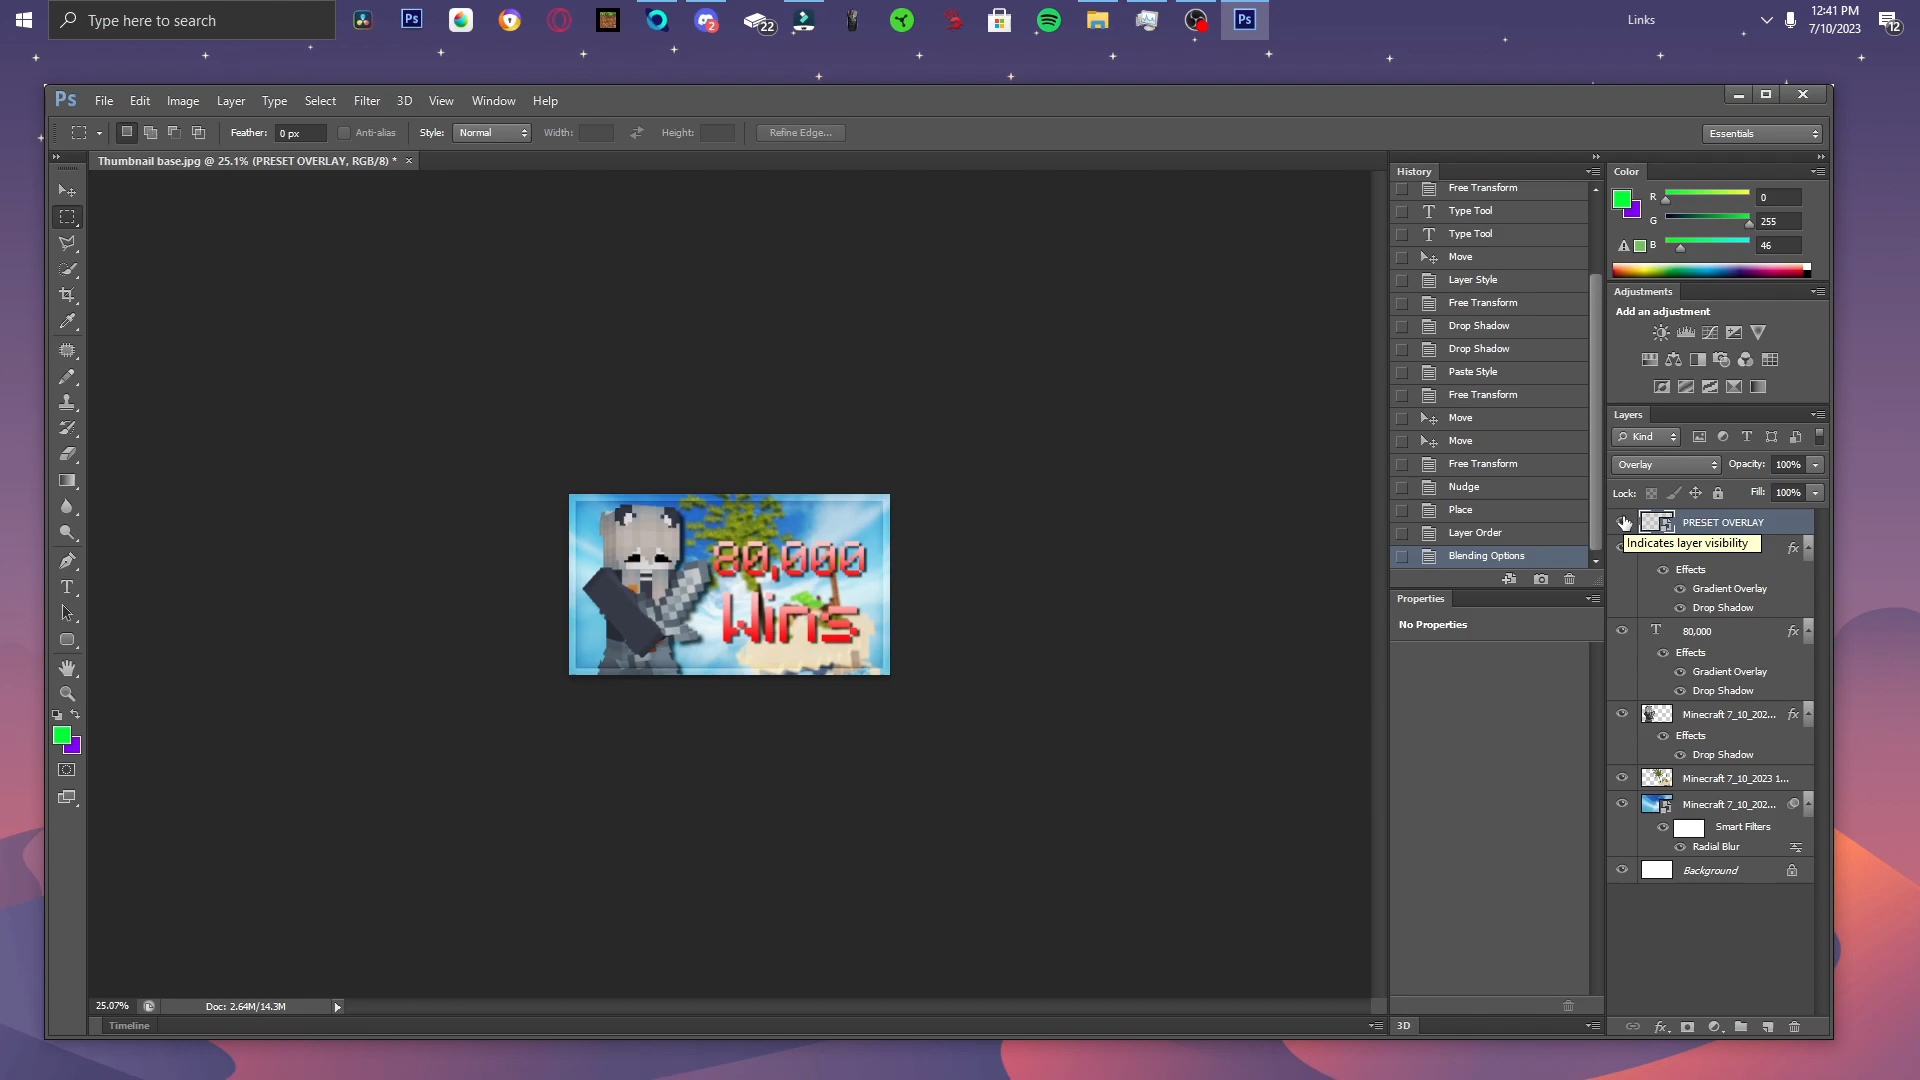 Type here to search
Ps
2
22
Ps
Links
12:41 PM
7/10/2023
12
Ps
File
Edit
Image
Layer
Type
Select
Filter
3D
View
Window
Help
Feather:
0 px
Anti-alias
Style:
Normal
Width:
Height:
Refine Edge...
Essentials
Thumbnail base.jpg @ 25.1% (PRESET OVERLAY, RGB/8) *
80,000
Wins
25.07%
Doc: 2.64M/14.3M
Timeline
History
Free Transform
Type Tool
Type Tool
Move
Layer Style
Free Transform
Drop Shadow
Drop Shadow
Paste Style
Free Transform
Move
Move
Free Transform
Nudge
Place
Layer Order
Blending Options
Properties
No Properties
3D
Color
R
0
G
255
B
46
Adjustments
Add an adjustment
Layers
Kind
Overlay
Opacity:
100%
Lock:
Fill:
100%
PRESET OVERLAY
Indicates layer visibility
fx
Effects
Gradient Overlay
Drop Shadow
T
80,000
fx
Effects
Gradient Overlay
Drop Shadow
Minecraft 7_10_202...
fx
Effects
Drop Shadow
Minecraft 7_10_2023 1...
Minecraft 7_10_202...
Smart Filters
Radial Blur
Background
fx